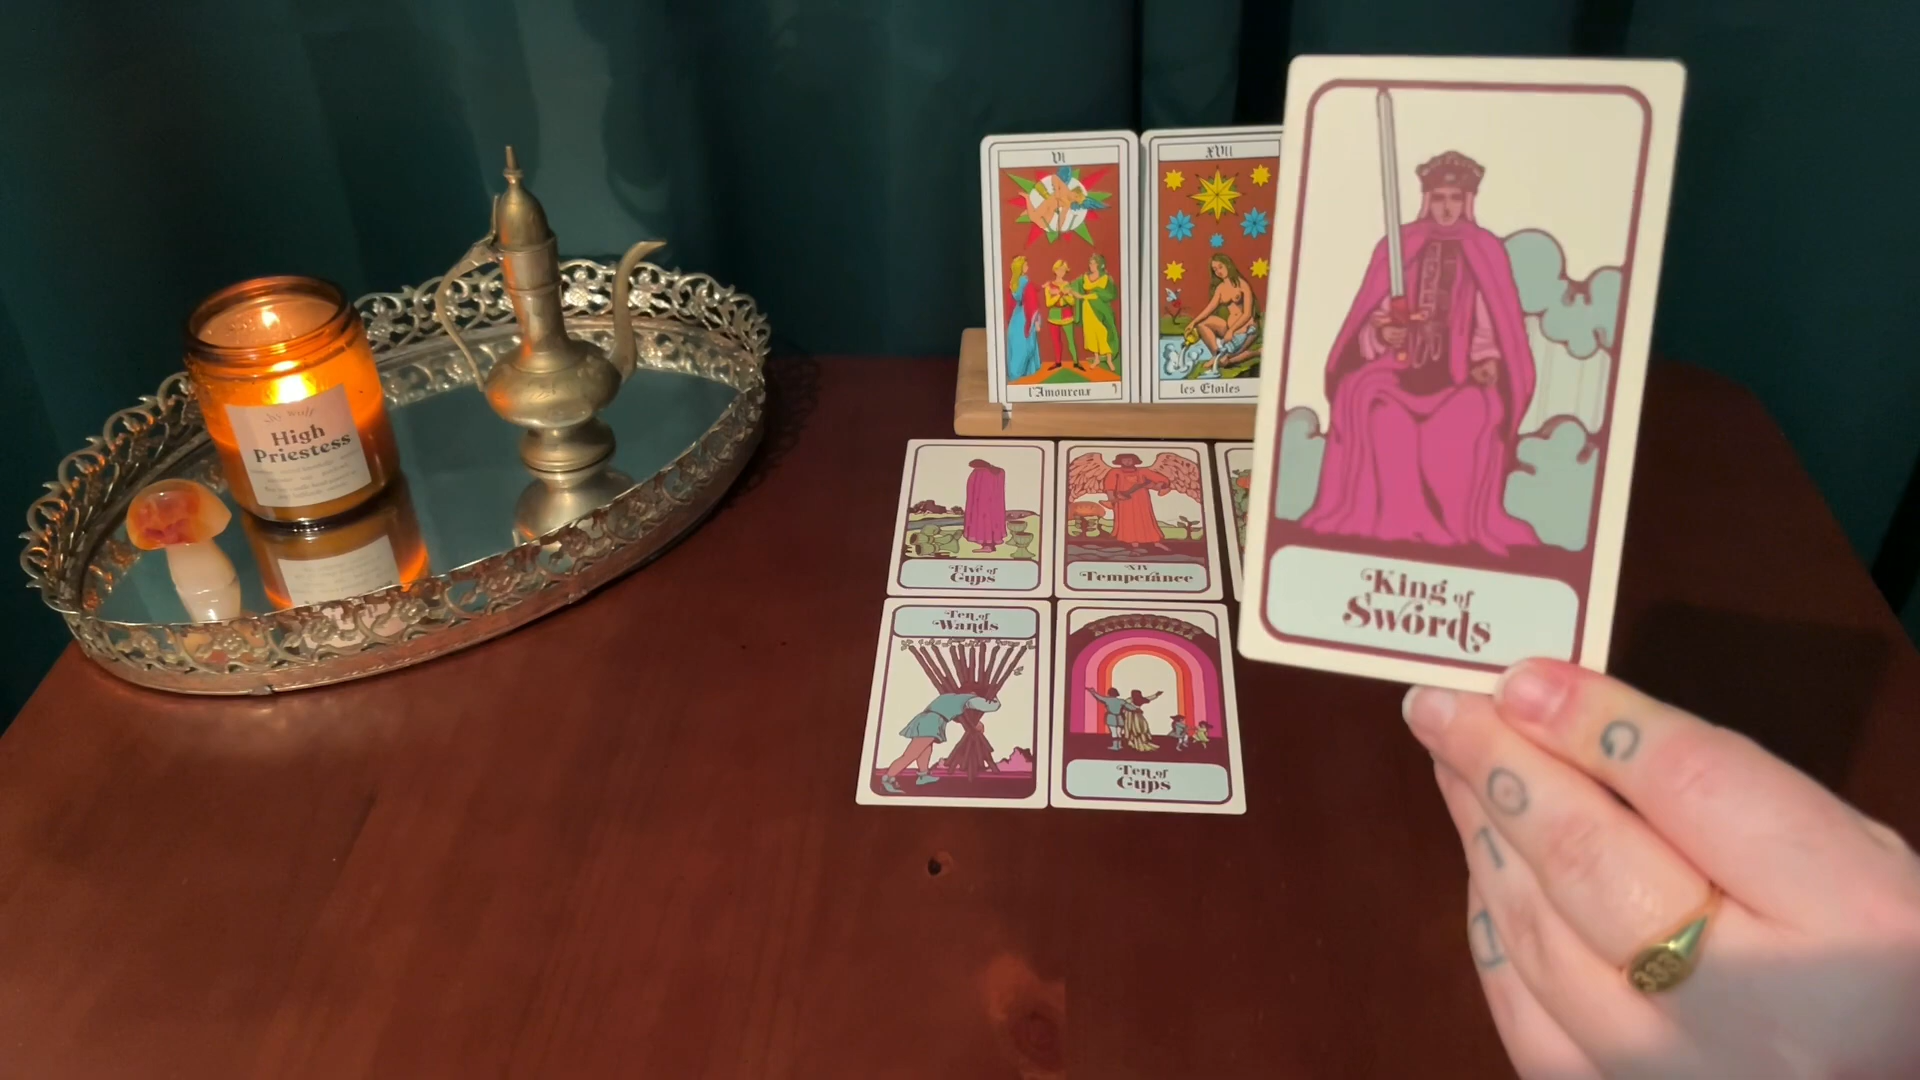 High
Priestess
VI
l'Amoureux
XVII
les Étoiles
Five of
Cups
XIV
Temperance
Ten of
Wands
Ten of
Cups
King of
Swords
333